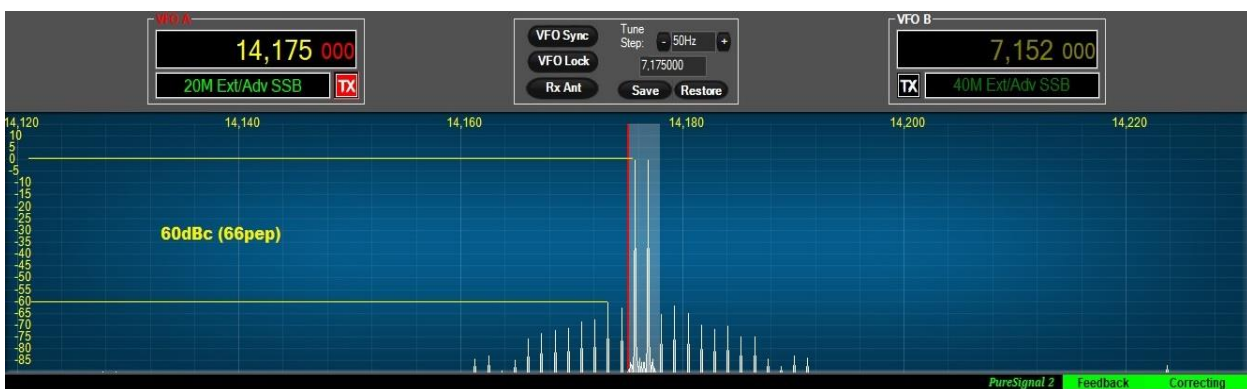 VFO A
14,175 000
20M Ext/Adv SSB TX
VFO Sync
VFO Lock
Rx Ant
Tune
Step: - 50Hz +
7,175000
Save Restore
VFO B
7,152 000
TX 40M Ext/Adv SSB
14,120 14,140 14,160 14,180 14,200 14,220
10
5
0
-5
-10
-15
-20
-25
-30
-35
-40
-45
-50
-55
-60
-65
-70
-75
-80
-85
60dBc (66pep)
PureSignal 2 Feedback Correcting